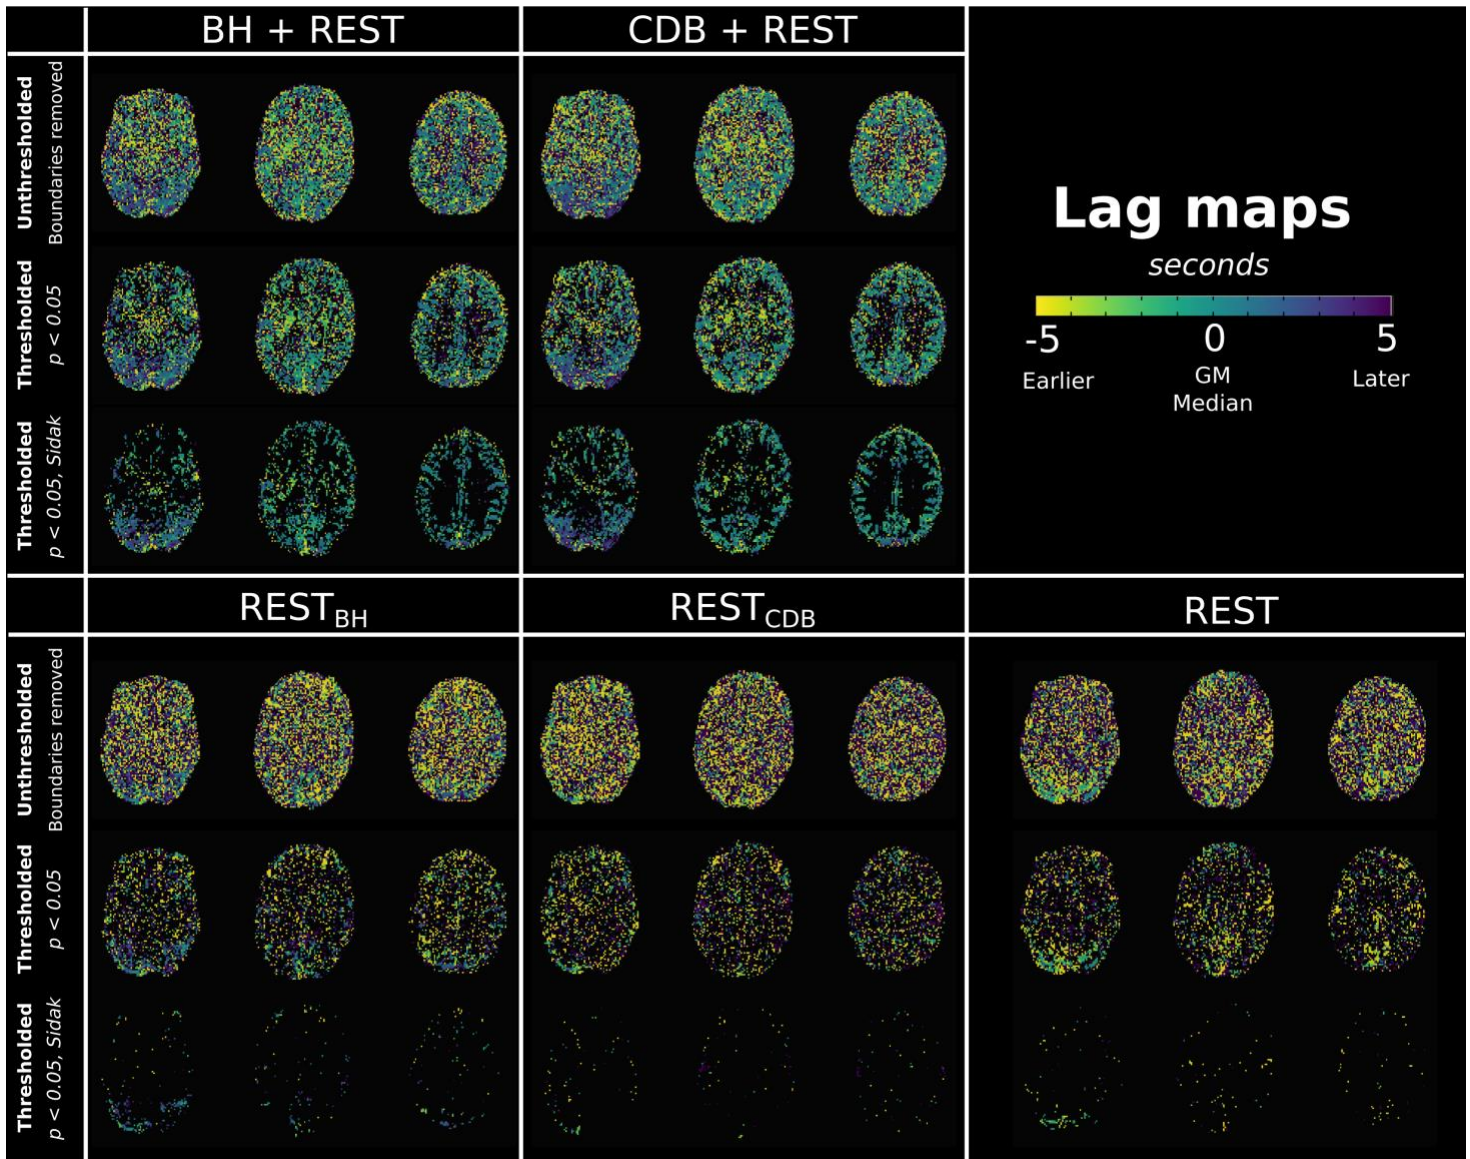 BH + REST
CDB + REST
Unthresholded
Boundaries removed
Thresholded
p < 0.05
Thresholded
p < 0.05, Sidak
Lag maps
seconds
-5 0 5
Earlier GM Median Later
REST_BH
REST_CDB
REST
Unthresholded
Boundaries removed
Thresholded
p < 0.05
Thresholded
p < 0.05, Sidak